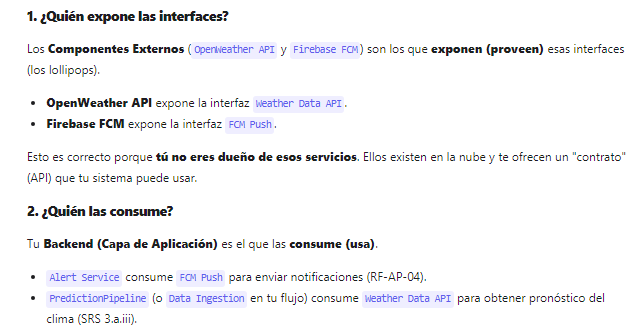 1. ¿Quién expone las interfaces?
Los Componentes Externos ( OpenWeather API y Firebase FCM ) son los que exponen (proveen) esas interfaces
(los lollipops).
• OpenWeather API expone la interfaz Weather Data API .
• Firebase FCM expone la interfaz FCM Push .
Esto es correcto porque tú no eres dueño de esos servicios. Ellos existen en la nube y te ofrecen un "contrato"
(API) que tu sistema puede usar.
2. ¿Quién las consume?
Tu Backend (Capa de Aplicación) es el que las consume (usa).
• Alert Service consume FCM Push para enviar notificaciones (RF-AP-04).
• PredictionPipeline (o Data Ingestion en tu flujo) consume Weather Data API para obtener pronóstico del
clima (SRS 3.a.iii).